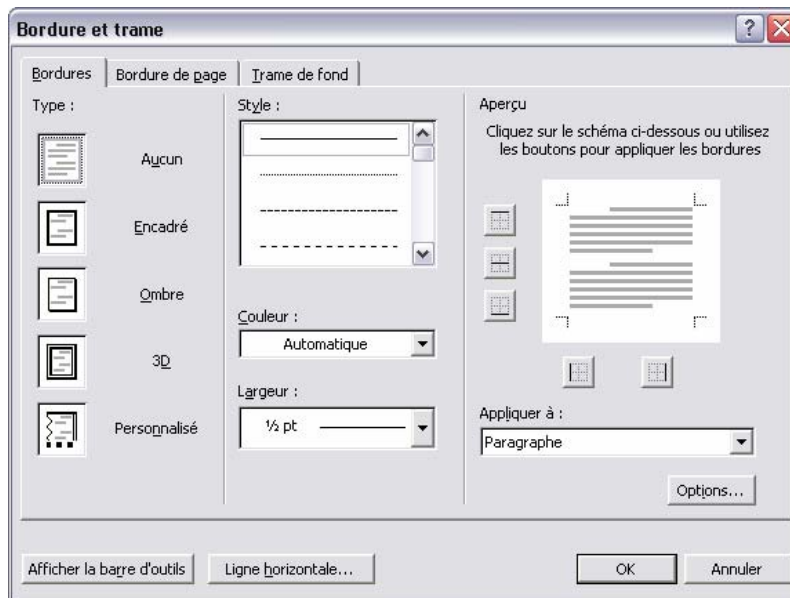 Bordure et trame
Bordures
Bordure de page
Trame de fond
Type :
Aucun
Encadré
Ombre
3D
Personnalisé
Style :
Couleur :
Automatique
Largeur :
½ pt
Aperçu
Cliquez sur le schéma ci-dessous ou utilisez
les boutons pour appliquer les bordures
Appliquer à :
Paragraphe
Options...
Afficher la barre d'outils
Ligne horizontale...
OK
Annuler